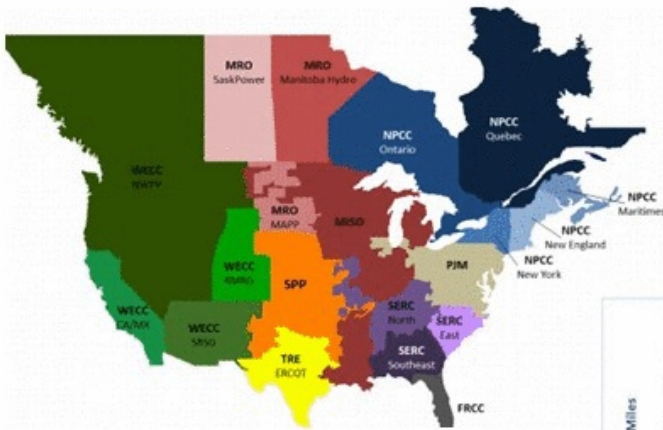 MRO
SaskPower
MRO
Manitoba Hydro
NPCC
Quebec
NPCC
Ontario
WECC
NWPP
NPCC
Maritimes
MRO
MAPP
MISO
NPCC
New England
NPCC
New York
WECC
RMRG
SPP
PJM
WECC
CA/MX
WECC
SRSG
SERC
North
SERC
East
TRE
ERCOT
SERC
Southeast
FRCC
Miles